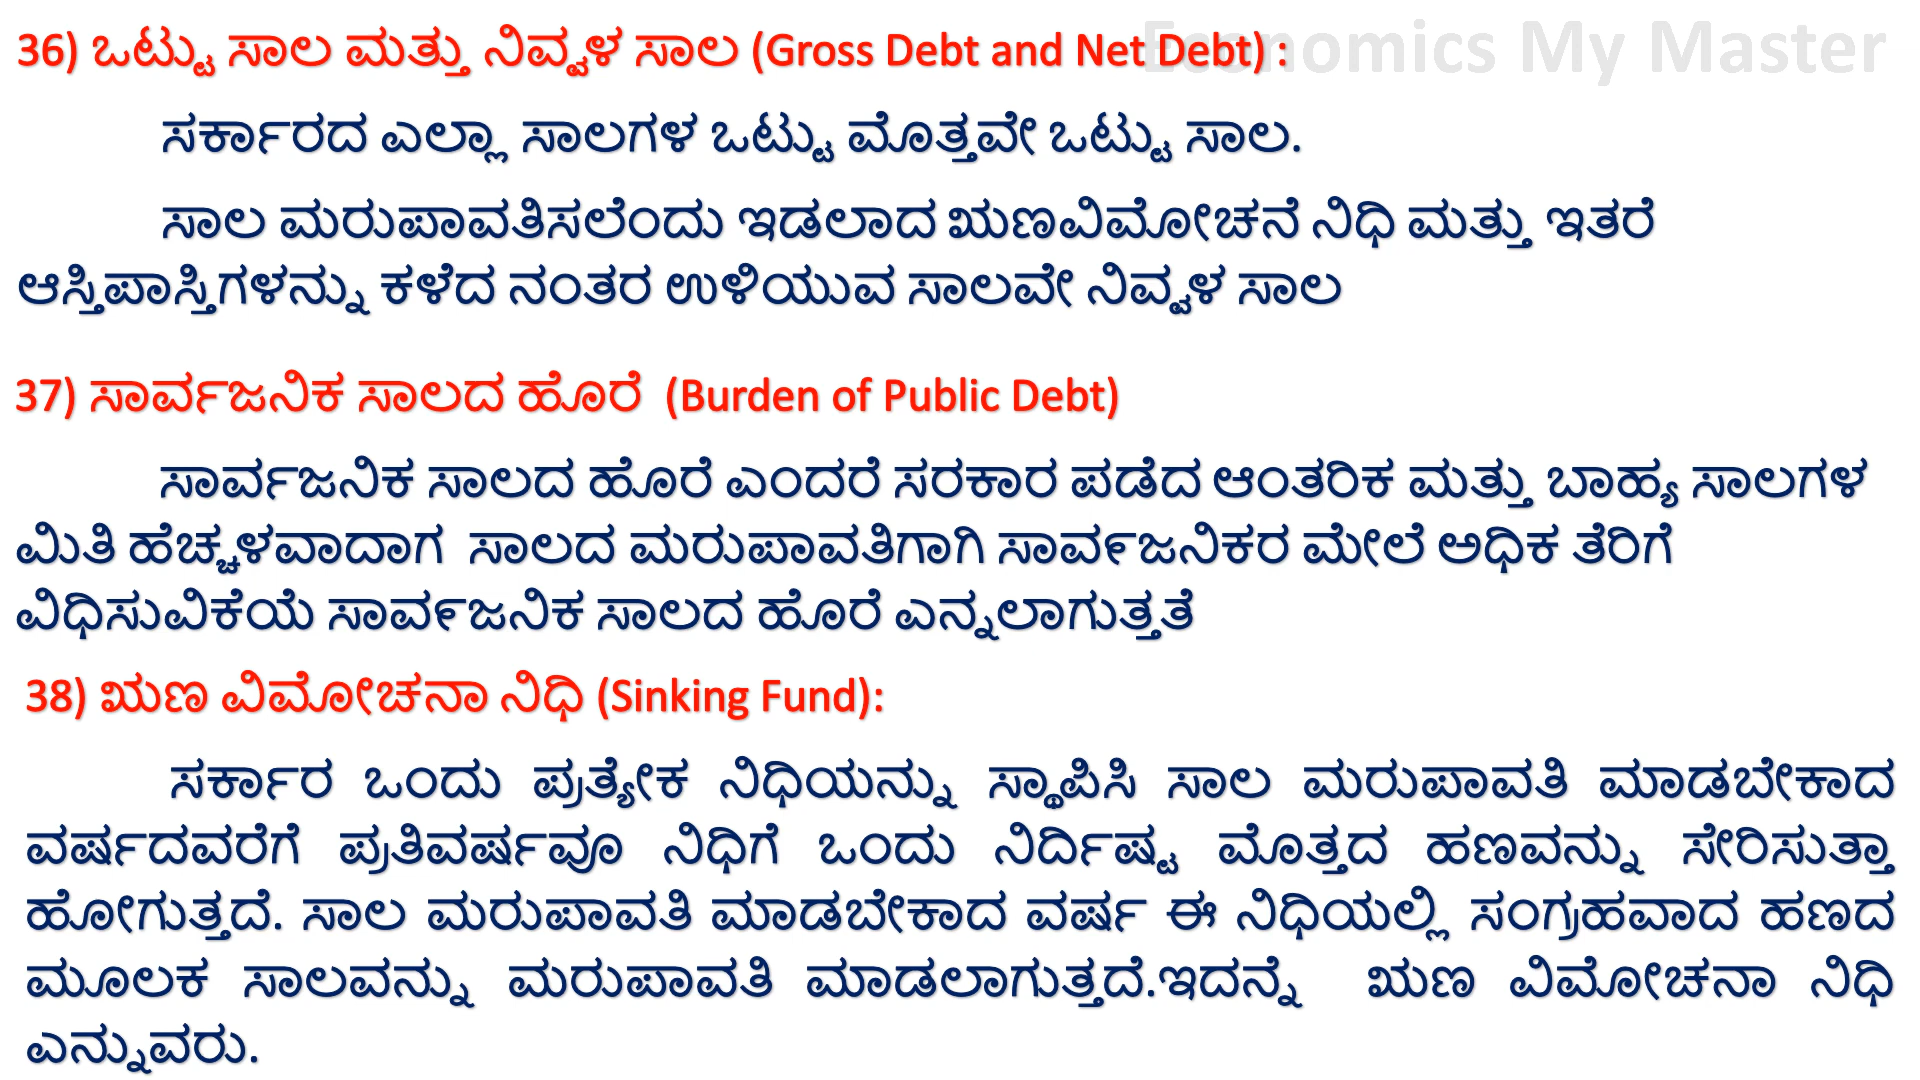 Economics My Master
36) ಒಟ್ಟು ಸಾಲ ಮತ್ತು ನಿವ್ವಳ ಸಾಲ (Gross Debt and Net Debt) :
ಸರ್ಕಾರದ ಎಲ್ಲಾ ಸಾಲಗಳ ಒಟ್ಟು ಮೊತ್ತವೇ ಒಟ್ಟು ಸಾಲ.
ಸಾಲ ಮರುಪಾವತಿಸಲೆಂದು ಇಡಲಾದ ಋಣವಿಮೋಚನೆ ನಿಧಿ ಮತ್ತು ಇತರೆ
ಆಸ್ತಿಪಾಸ್ತಿಗಳನ್ನು ಕಳೆದ ನಂತರ ಉಳಿಯುವ ಸಾಲವೇ ನಿವ್ವಳ ಸಾಲ
37) ಸಾರ್ವಜನಿಕ ಸಾಲದ ಹೊರೆ (Burden of Public Debt)
ಸಾರ್ವಜನಿಕ ಸಾಲದ ಹೊರೆ ಎಂದರೆ ಸರಕಾರ ಪಡೆದ ಆಂತರಿಕ ಮತ್ತು ಬಾಹ್ಯ ಸಾಲಗಳ
ಮಿತಿ ಹೆಚ್ಚಳವಾದಾಗ ಸಾಲದ ಮರುಪಾವತಿಗಾಗಿ ಸಾವ೯ಜನಿಕರ ಮೇಲೆ ಅಧಿಕ ತೆರಿಗೆ
ವಿಧಿಸುವಿಕೆಯೆ ಸಾವ೯ಜನಿಕ ಸಾಲದ ಹೊರೆ ಎನ್ನಲಾಗುತ್ತತೆ
38) ಋಣ ವಿಮೋಚನಾ ನಿಧಿ (Sinking Fund):
ಸರ್ಕಾರ ಒಂದು ಪ್ರತ್ಯೇಕ ನಿಧಿಯನ್ನು ಸ್ಥಾಪಿಸಿ ಸಾಲ ಮರುಪಾವತಿ ಮಾಡಬೇಕಾದ
ವರ್ಷದವರೆಗೆ ಪ್ರತಿವರ್ಷವೂ ನಿಧಿಗೆ ಒಂದು ನಿರ್ದಿಷ್ಟ ಮೊತ್ತದ ಹಣವನ್ನು ಸೇರಿಸುತ್ತಾ
ಹೋಗುತ್ತದೆ. ಸಾಲ ಮರುಪಾವತಿ ಮಾಡಬೇಕಾದ ವರ್ಷ ಈ ನಿಧಿಯಲ್ಲಿ ಸಂಗ್ರಹವಾದ ಹಣದ
ಮೂಲಕ ಸಾಲವನ್ನು ಮರುಪಾವತಿ ಮಾಡಲಾಗುತ್ತದೆ.ಇದನ್ನೆ ಋಣ ವಿಮೋಚನಾ ನಿಧಿ
ಎನ್ನುವರು.